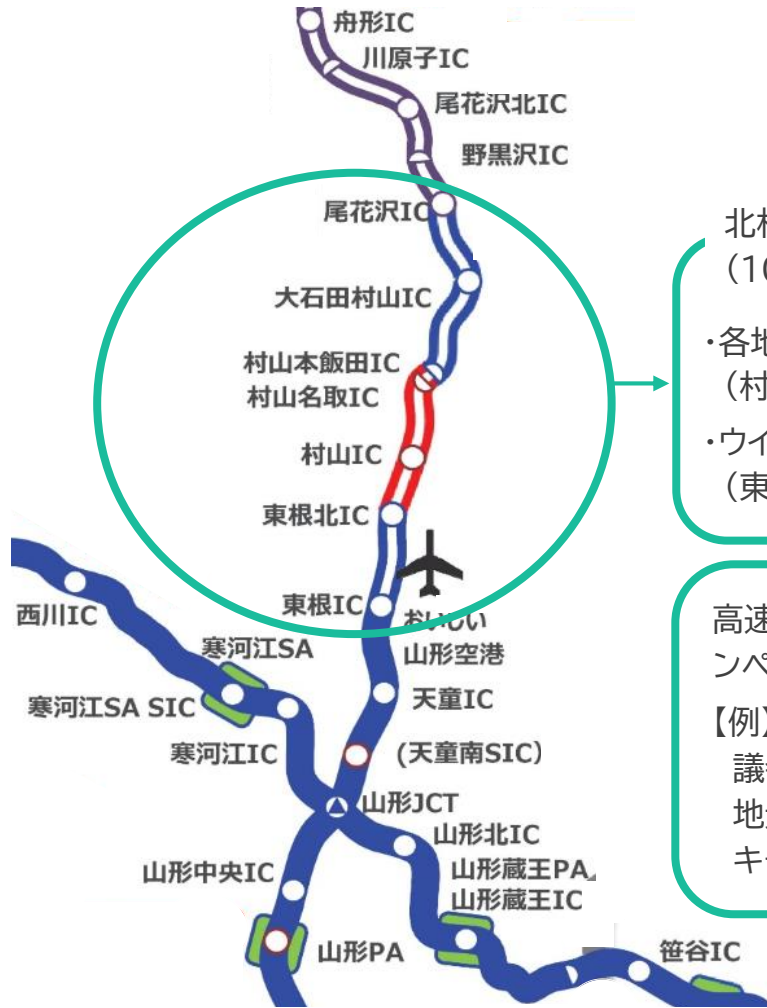 舟形IC
川原子IC
尾花沢北IC
野黒沢IC
尾花沢IC
大石田村山IC
村山本飯田IC
村山名取IC
村山IC
東根北IC
東根IC
おいしい
山形空港
西川IC
寒河江SA
寒河江SA SIC
寒河江IC
天童IC
(天童南SIC)
山形JCT
山形北IC
山形中央IC
山形蔵王PA
山形蔵王IC
山形PA
笹谷IC
(10
・各地
(村
・ウイ
(東
高速
ンペ
【例】
キ